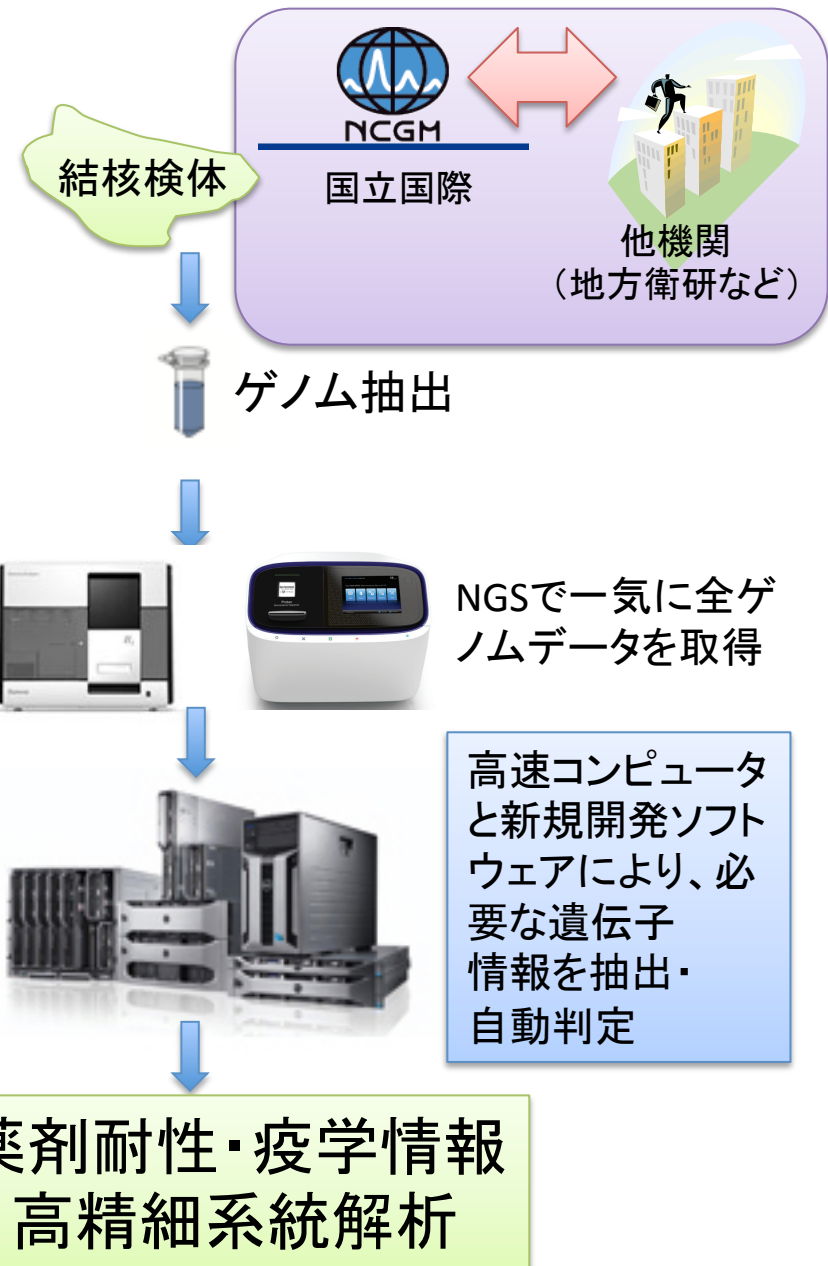 NCGM
結核検体
国立国際
他機関
（地方衛研など）
ゲノム抽出
NGSで一気に全ゲ
ノムデータを取得
高速コンピュータ
と新規開発ソフト
ウェアにより、必
要な遺伝子
情報を抽出・
自動判定
薬剤耐性・疫学情報
高精細系統解析